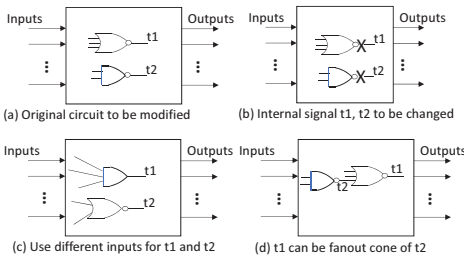 Inputs
Outputs
t1
t2
(a) Original circuit to be modified
Inputs
Outputs
t1
t2
(b) Internal signal t1, t2 to be changed
Inputs
Outputs
t1
t2
(c) Use different inputs for t1 and t2
Inputs
Outputs
t1
t2
(d) t1 can be fanout cone of t2